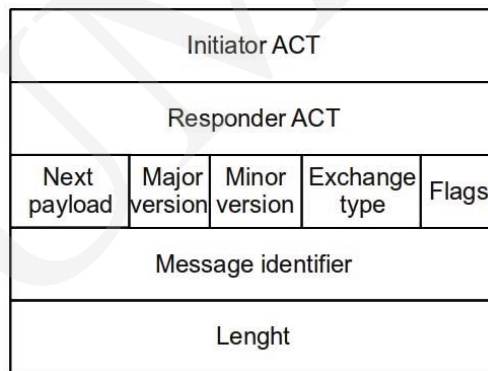 Initiator ACT
Responder ACT
Next Major Minor Exchange Flags
payload version version type
Message identifier
Lenght